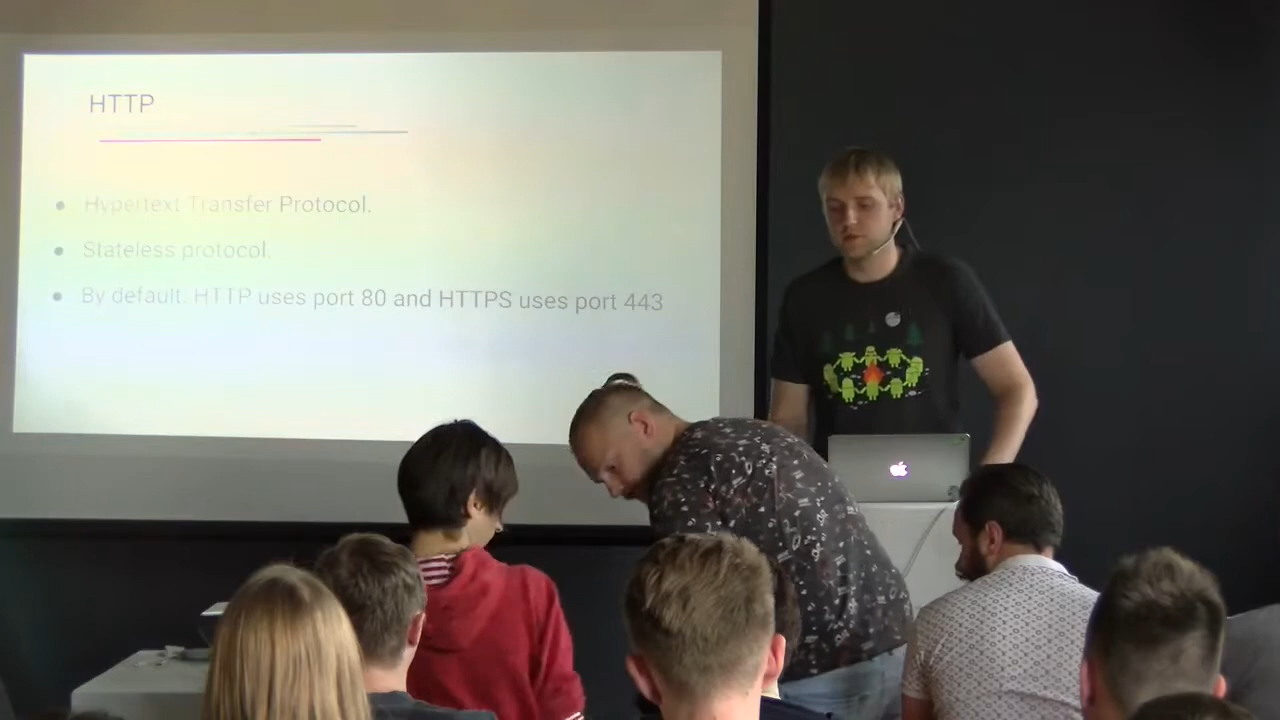 HTTP
Hypertext Transfer Protocol.
Stateless protocol.
By default: HTTP uses port 80 and HTTPS uses port 443